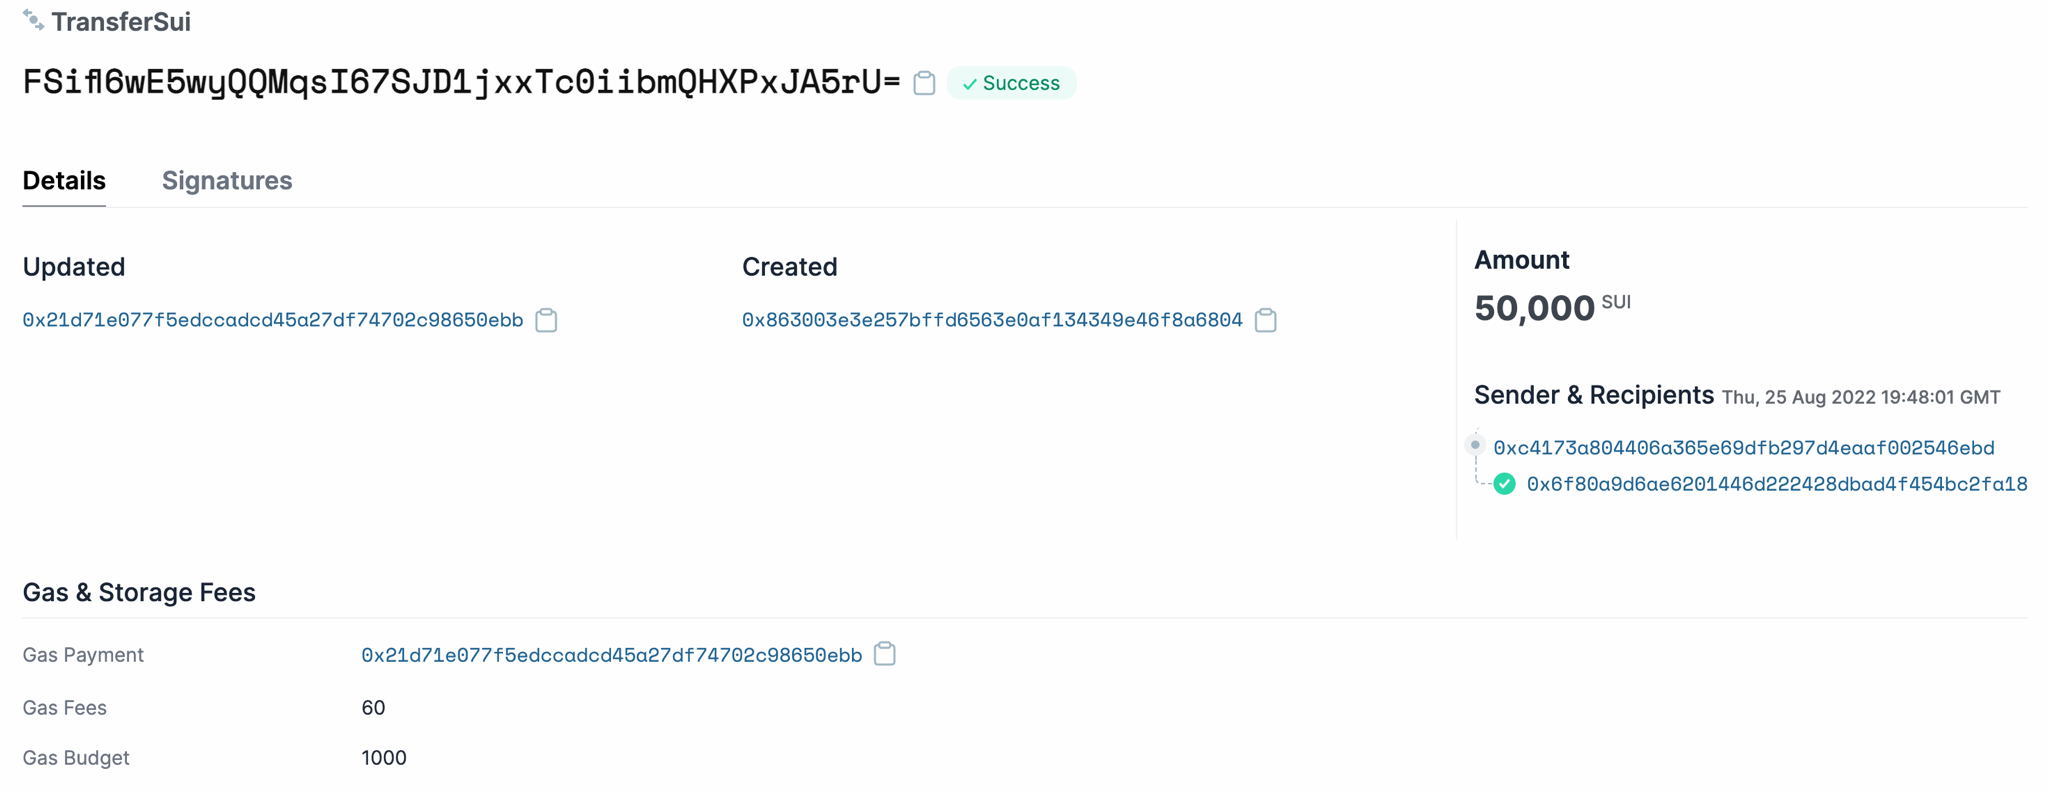 TransferSui
FSifl6wE5wyQQMqsI67SJD1jxxTc0iibmQHXPxJA5rU=
Success
Details
Signatures
Updated
0x21d71e077f5edccadcd45a27df74702c98650ebb
Created
0x863003e3e257bffd6563e0af134349e46f8a6804
Amount
50,000 SUI
Sender & Recipients Thu, 25 Aug 2022 19:48:01 GMT
0xc4173a804406a365e69dfb297d4eaaf002546ebd
0x6f80a9d6ae6201446d222428dbad4f454bc2fa18
Gas & Storage Fees
Gas Payment
0x21d71e077f5edccadcd45a27df74702c98650ebb
Gas Fees
60
Gas Budget
1000